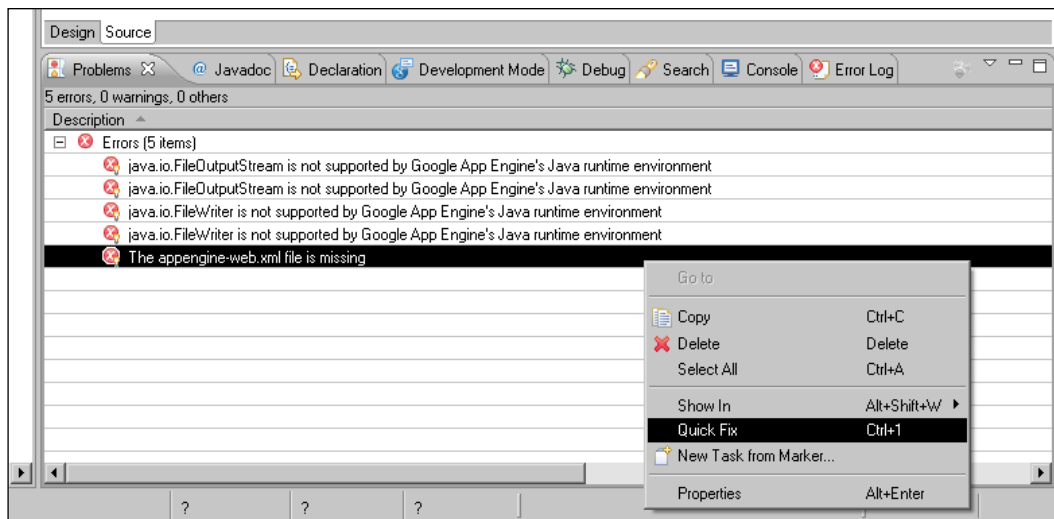 Design Source
Problems @ Javadoc Declaration Development Mode Debug Search Console Error Log
5 errors, 0 warnings, 0 others
Description
Errors (5 items)
java.io.FileOutputStream is not supported by Google App Engine's Java runtime environment
java.io.FileOutputStream is not supported by Google App Engine's Java runtime environment
java.io.FileWriter is not supported by Google App Engine's Java runtime environment
java.io.FileWriter is not supported by Google App Engine's Java runtime environment
The appengine-web.xml file is missing
Go to
Copy Ctrl+C
Delete Delete
Select All Ctrl+A
Show In Alt+Shift+W
Quick Fix Ctrl+1
New Task from Marker...
Properties Alt+Enter
? ? ?